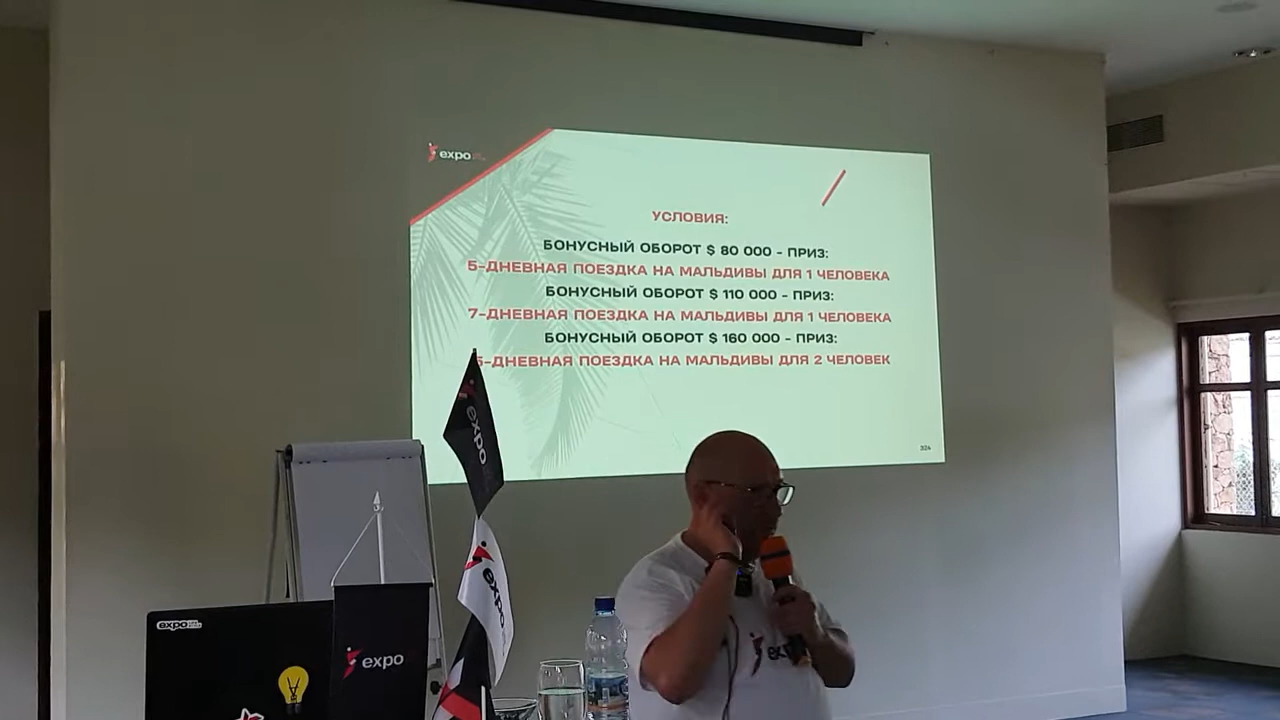 expo
УСЛОВИЯ:
БОНУСНЫЙ ОБОРОТ $ 80 000 - ПРИЗ:
5-ДНЕВНАЯ ПОЕЗДКА НА МАЛЬДИВЫ ДЛЯ 1 ЧЕЛОВЕКА
БОНУСНЫЙ ОБОРОТ $ 110 000 - ПРИЗ:
7-ДНЕВНАЯ ПОЕЗДКА НА МАЛЬДИВЫ ДЛЯ 1 ЧЕЛОВЕКА
БОНУСНЫЙ ОБОРОТ $ 160 000 - ПРИЗ:
5-ДНЕВНАЯ ПОЕЗДКА НА МАЛЬДИВЫ ДЛЯ 2 ЧЕЛОВЕК
324
expo
expo
expo
expo